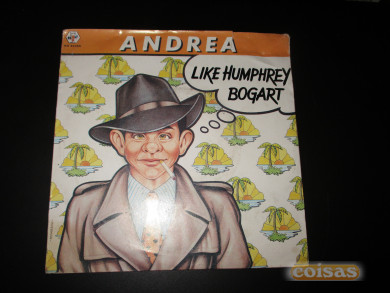 ANDREA
LIKE HUMPHREY
BOGART
coisas